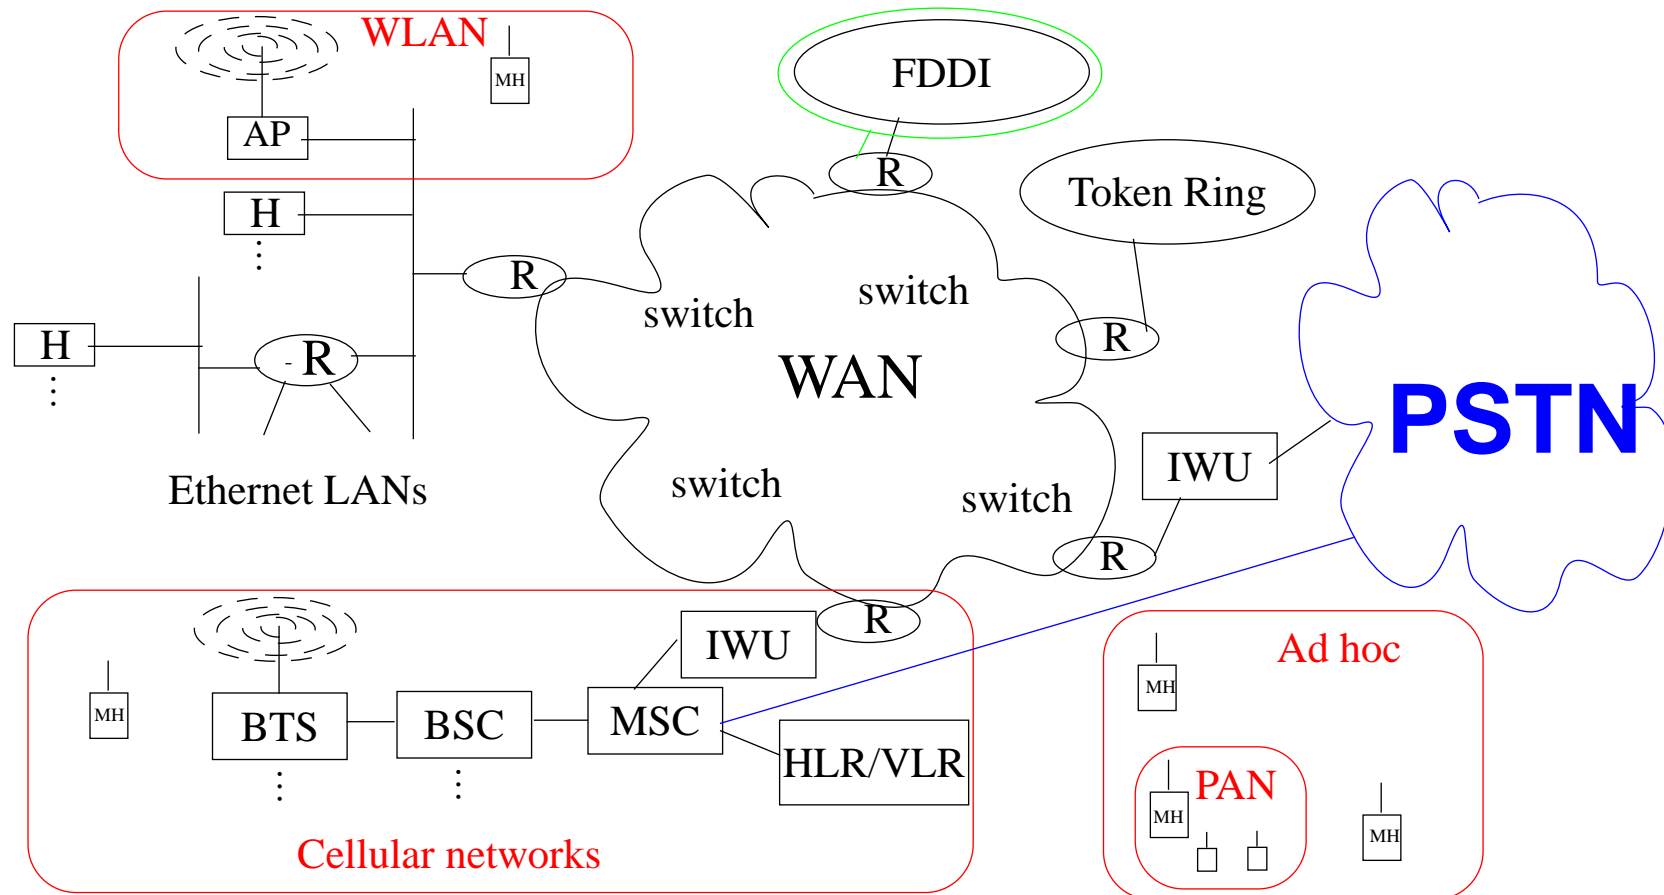 WLAN
MH
AP
FDDI
R
H
⋮
Token Ring
R
switch
switch
H
⋮
- R
R
WAN
PSTN
IWU
Ethernet LANs
switch
switch
R
R
IWU
Ad hoc
MH
MH
BTS
BSC
MSC
HLR/VLR
⋮
⋮
PAN
MH
MH
Cellular networks